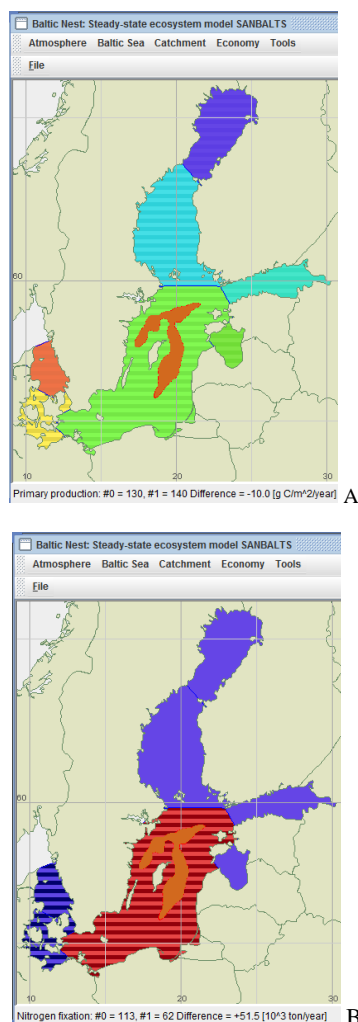 Baltic Nest: Steady-state ecosystem model SANBALTS
Atmosphere Baltic Sea Catchment Economy Tools
File
60
10 20 30
Primary production: #0 = 130, #1 = 140 Difference = -10.0 [g C/m^2/year]
A
Baltic Nest: Steady-state ecosystem model SANBALTS
Atmosphere Baltic Sea Catchment Economy Tools
File
60
10 20 30
Nitrogen fixation: #0 = 113, #1 = 62 Difference = +51.5 [10^3 ton/year]
B